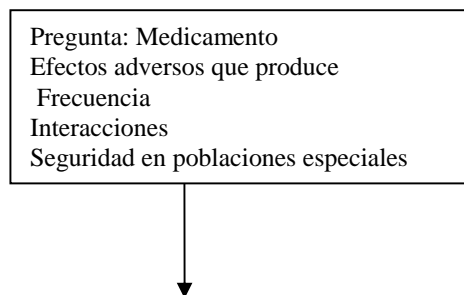 Pregunta: Medicamento
Efectos adversos que produce
Frecuencia
Interacciones
Seguridad en poblaciones especiales